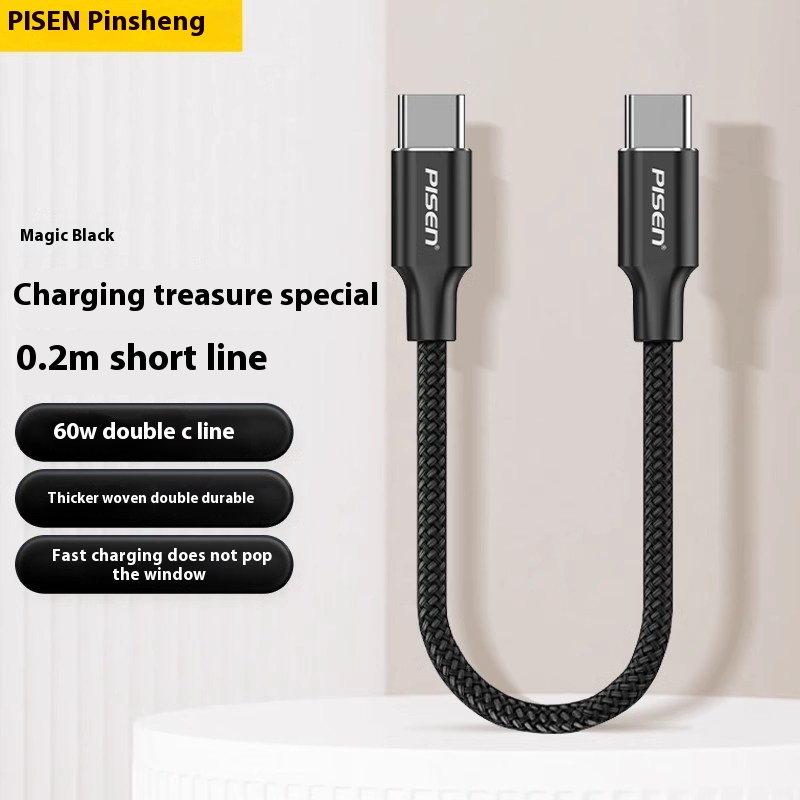 PISEN Pinsheng
PISEN®
PISEN®
Magic Black
Charging treasure special
0.2m short line
60w double c line
Thicker woven double durable
Fast charging does not pop
the window